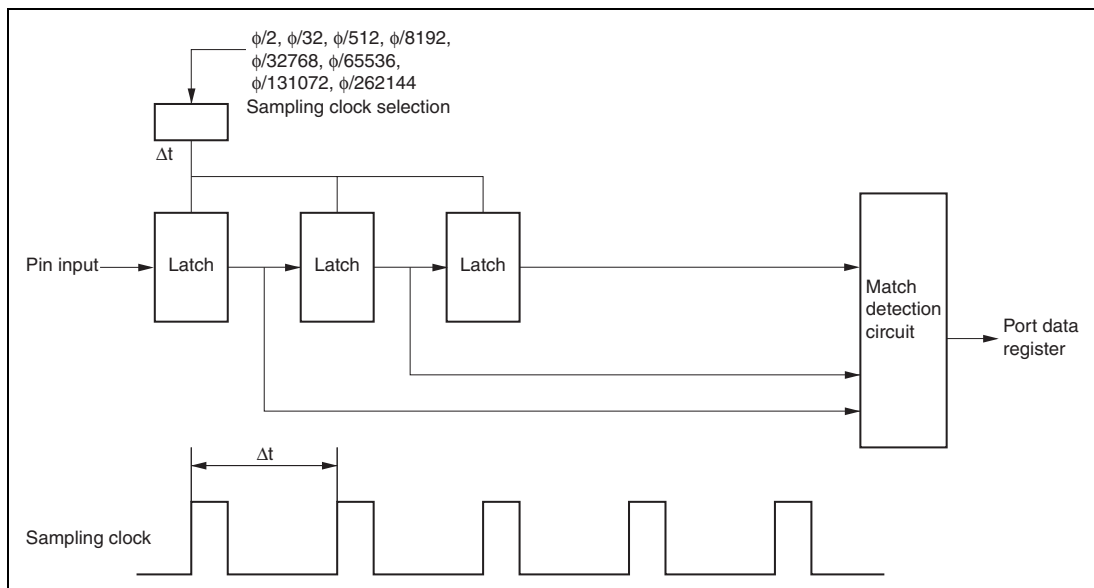 ϕ/2, ϕ/32, ϕ/512, ϕ/8192,
ϕ/32768, ϕ/65536,
ϕ/131072, ϕ/262144
Sampling clock selection
Δt
Pin input
Latch
Latch
Latch
Match
detection
circuit
Port data
register
Δt
Sampling clock